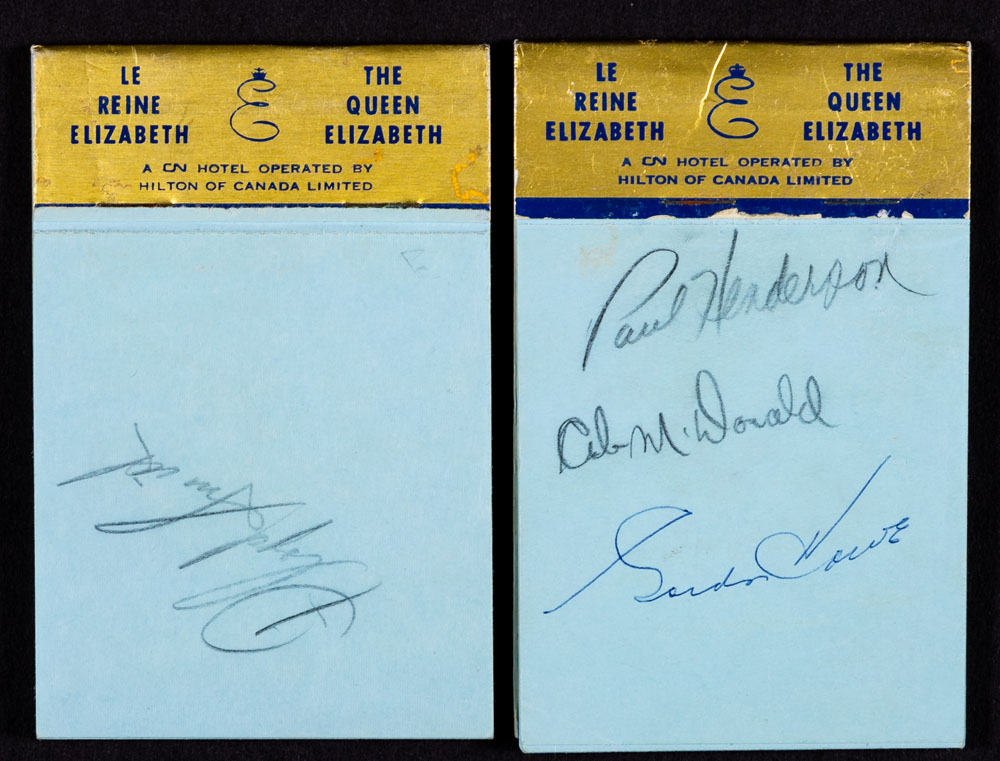 LE REINE ELIZABETH
THE QUEEN ELIZABETH
A CN HOTEL OPERATED BY
HILTON OF CANADA LIMITED
LE REINE ELIZABETH
THE QUEEN ELIZABETH
A CN HOTEL OPERATED BY
HILTON OF CANADA LIMITED
Paul Henderson
Ab McDonald
Gordon Howe